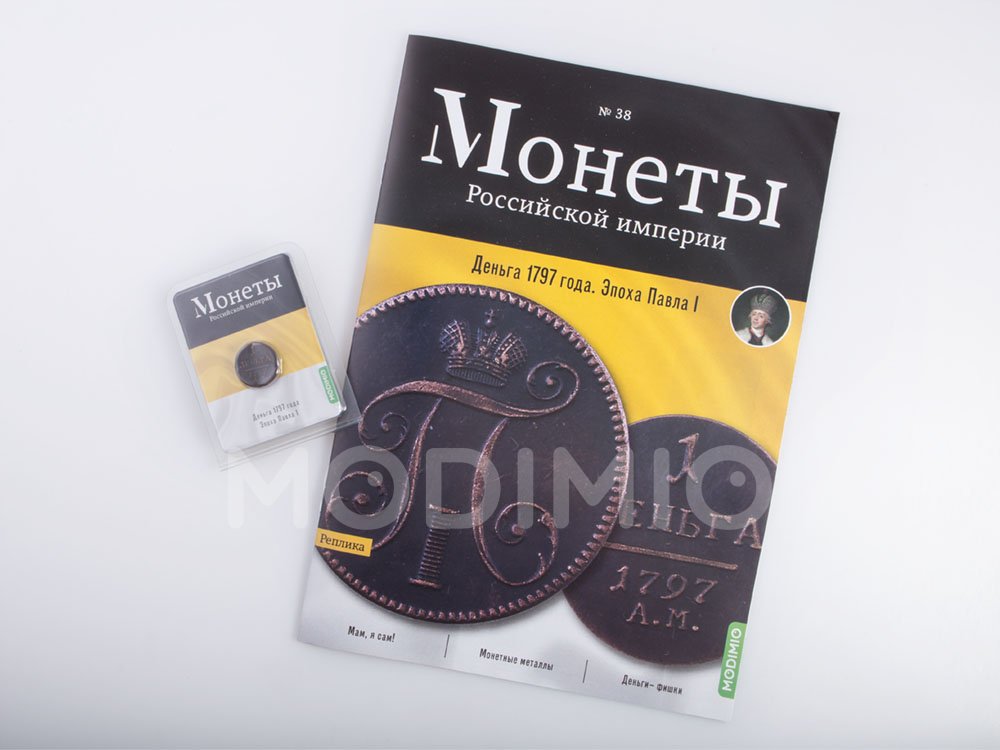 № 38
Монеты
Российской империи
Деньга 1797 года. Эпоха Павла I
1
ЕНЬГА
1797
А.М.
Реплика
Мам, я сам!
Монетные металлы
Деньги– фишки
MODIMIO
Монеты
Российской империи
MODIMIO
Деньга 1797 года
Эпоха Павла I
MODIMIO